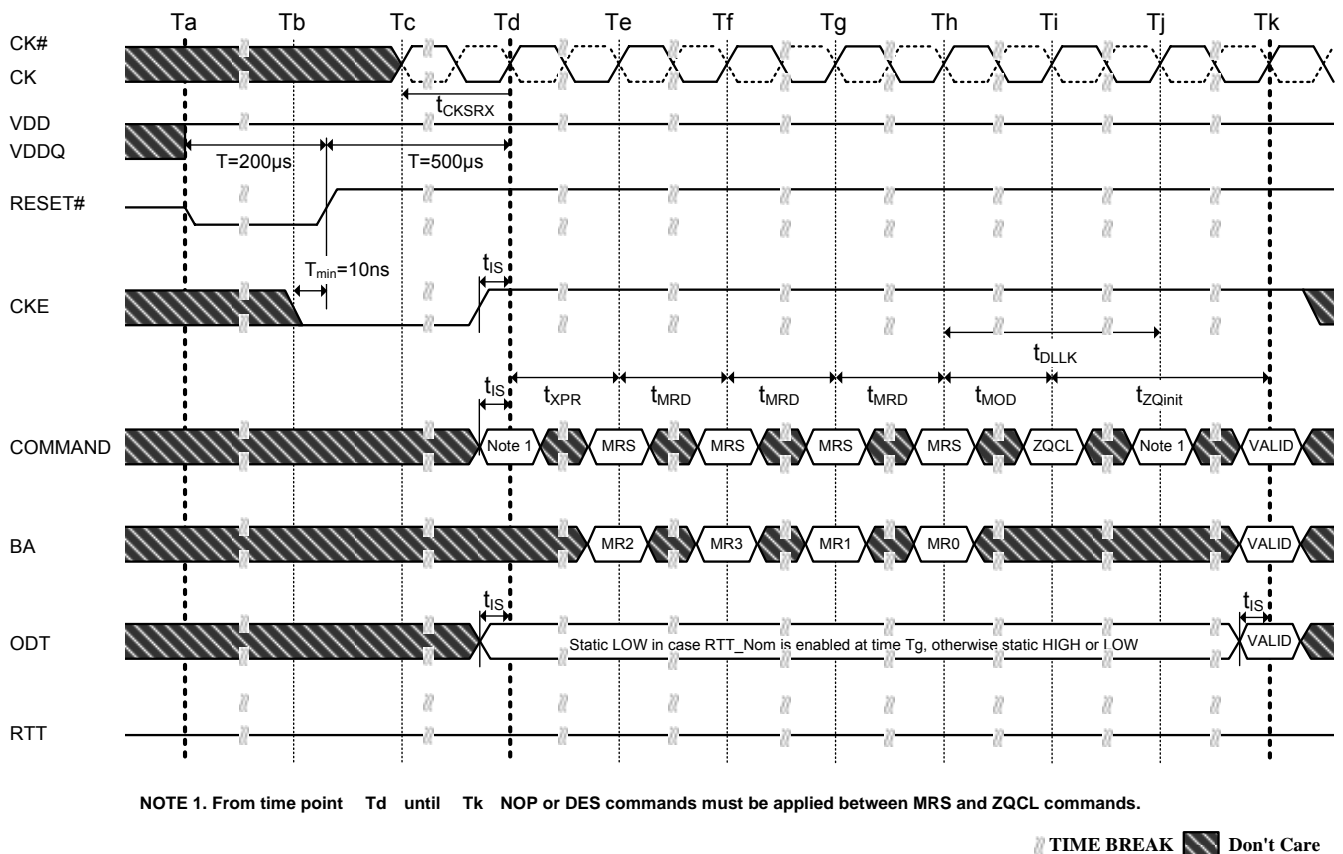 Ta Tb Tc Td Te Tf Tg Th Ti Tj Tk
CK#
CK
tCKSRX
VDD
VDDQ
T=200µs T=500µs
RESET#
Tmin=10ns tIS
CKE
tDLLK
tIS tXPR tMRD tMRD tMRD tMOD tZQinit
COMMAND Note 1 MRS MRS MRS MRS ZQCL Note 1 VALID
BA MR2 MR3 MR1 MR0 VALID
tIS tIS
ODT Static LOW in case RTT_Nom is enabled at time Tg, otherwise static HIGH or LOW VALID
RTT
NOTE 1. From time point Td until Tk NOP or DES commands must be applied between MRS and ZQCL commands.
TIME BREAK Don't Care